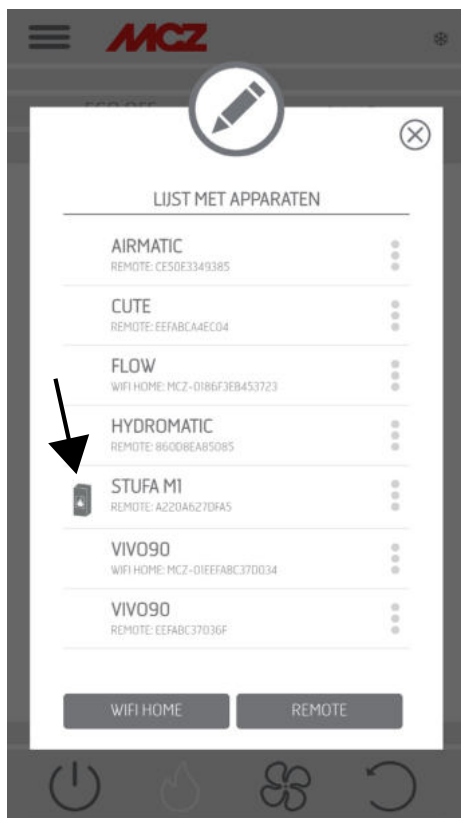 MCZ
LIJST MET APPARATEN
AIRMATIC
REMOTE: CE50E3349385
CUTE
REMOTE: EEFABCA4EC04
FLOW
WIFI HOME: MCZ-0186F3EB453723
HYDROMATIC
REMOTE: 860D8EA85085
STUFA M1
REMOTE: A220A627DFA5
VIVO90
WIFI HOME: MCZ-01EEFABC37D034
VIVO90
REMOTE: EEFABC37036F
WIFI HOME
REMOTE